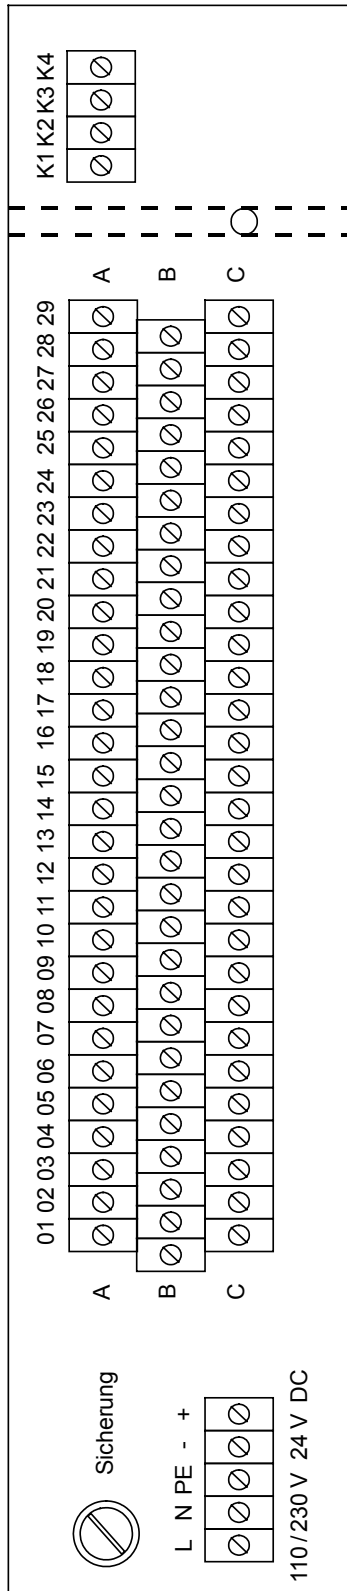 Sicherung
L N PE - +
110 / 230 V 24 V DC
01 02 03 04 05 06 07 08 09 10 11 12 13 14 15 16 17 18 19 20 21 22 23 24 25 26 27 28 29
A A
B B
C C
K1 K2 K3 K4